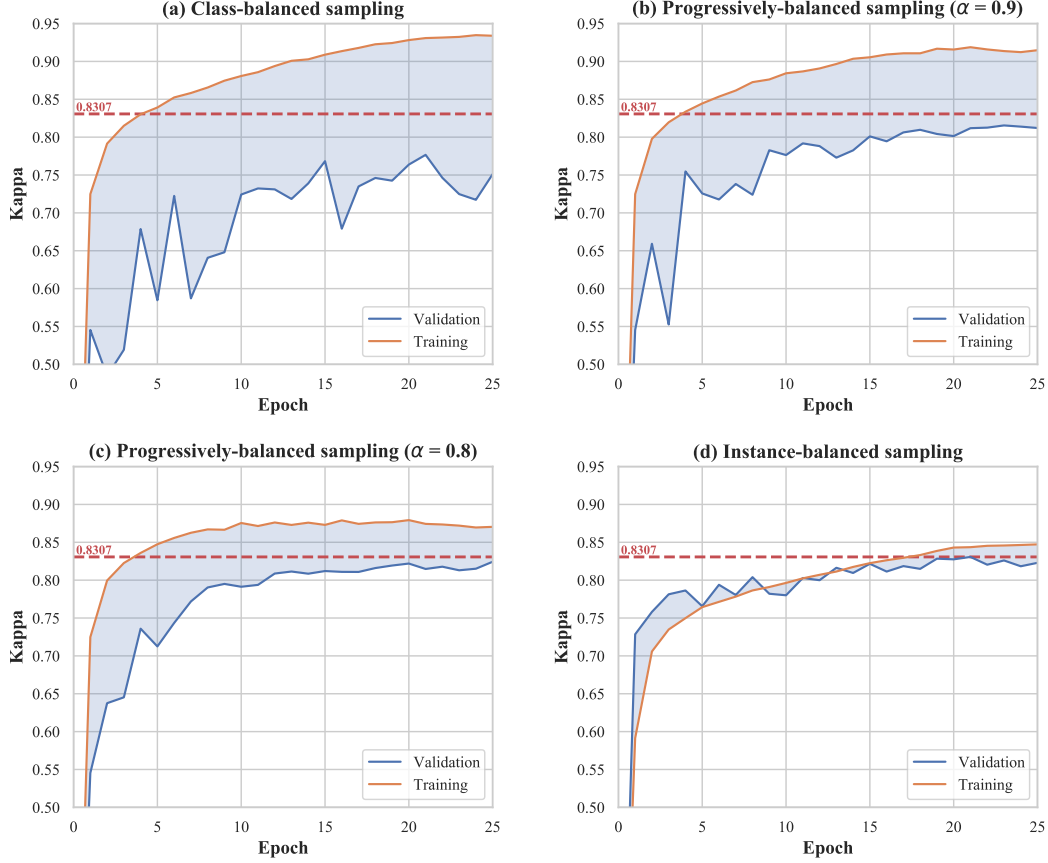 (a) Class-balanced sampling
0.95
0.90
0.85
0.80
0.75
0.70
0.65
0.60
0.55
0.50
Kappa
0.8307
Validation
Training
0 5 10 15 20 25
Epoch
(b) Progressively-balanced sampling (α = 0.9)
0.95
0.90
0.85
0.80
0.75
0.70
0.65
0.60
0.55
0.50
Kappa
0.8307
Validation
Training
0 5 10 15 20 25
Epoch
(c) Progressively-balanced sampling (α = 0.8)
0.95
0.90
0.85
0.80
0.75
0.70
0.65
0.60
0.55
0.50
Kappa
0.8307
Validation
Training
0 5 10 15 20 25
Epoch
(d) Instance-balanced sampling
0.95
0.90
0.85
0.80
0.75
0.70
0.65
0.60
0.55
0.50
Kappa
0.8307
Validation
Training
0 5 10 15 20 25
Epoch